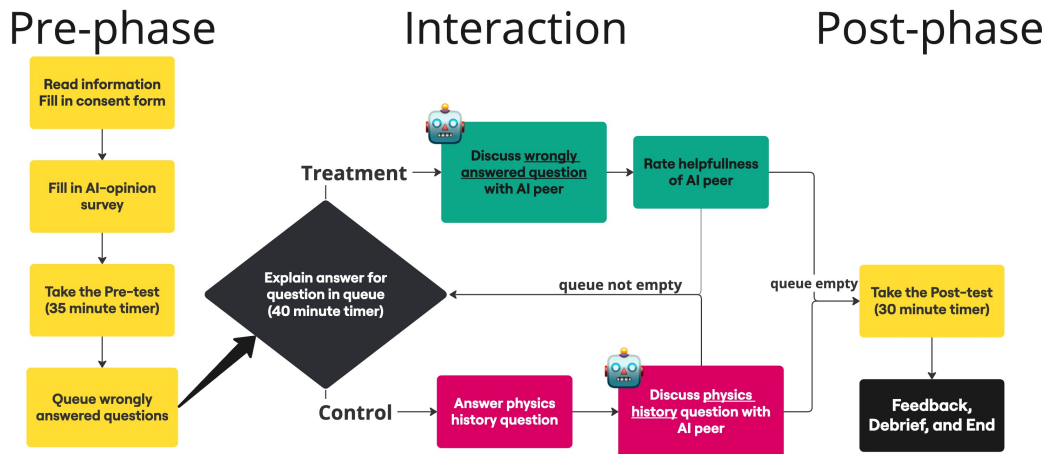 Pre-phase
Interaction
Post-phase
Read information
Fill in consent form
Fill in AI-opinion
survey
Take the Pre-test
(35 minute timer)
Queue wrongly
answered questions
Explain answer for
question in queue
(40 minute timer)
Treatment
Discuss wrongly
answered question
with AI peer
Rate helpfullness
of AI peer
queue not empty
Control
Answer physics
history question
Discuss physics
history question with
AI peer
queue empty
Take the Post-test
(30 minute timer)
Feedback,
Debrief, and End